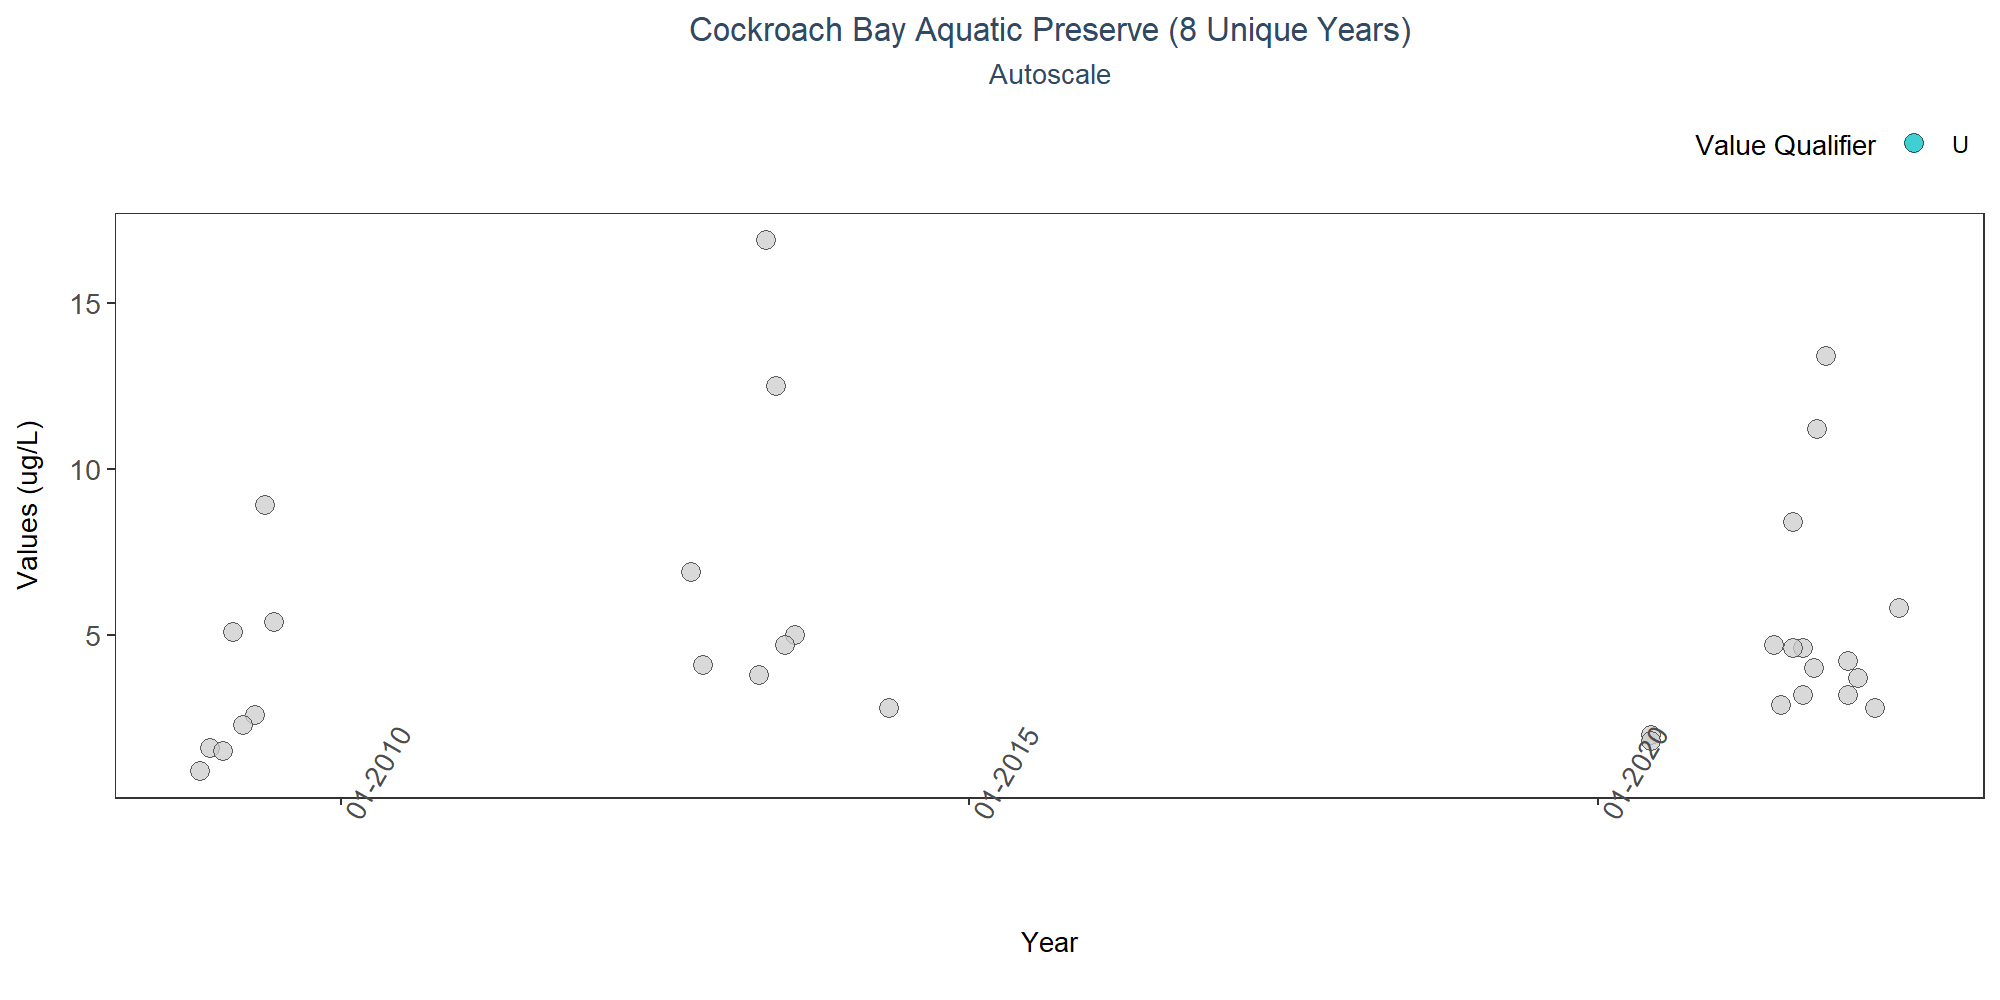 Cockroach Bay Aquatic Preserve (8 Unique Years)
Autoscale
Value Qualifier U
Values (ug/L)
15
10
5
01-2010
01-2015
01-2020
Year